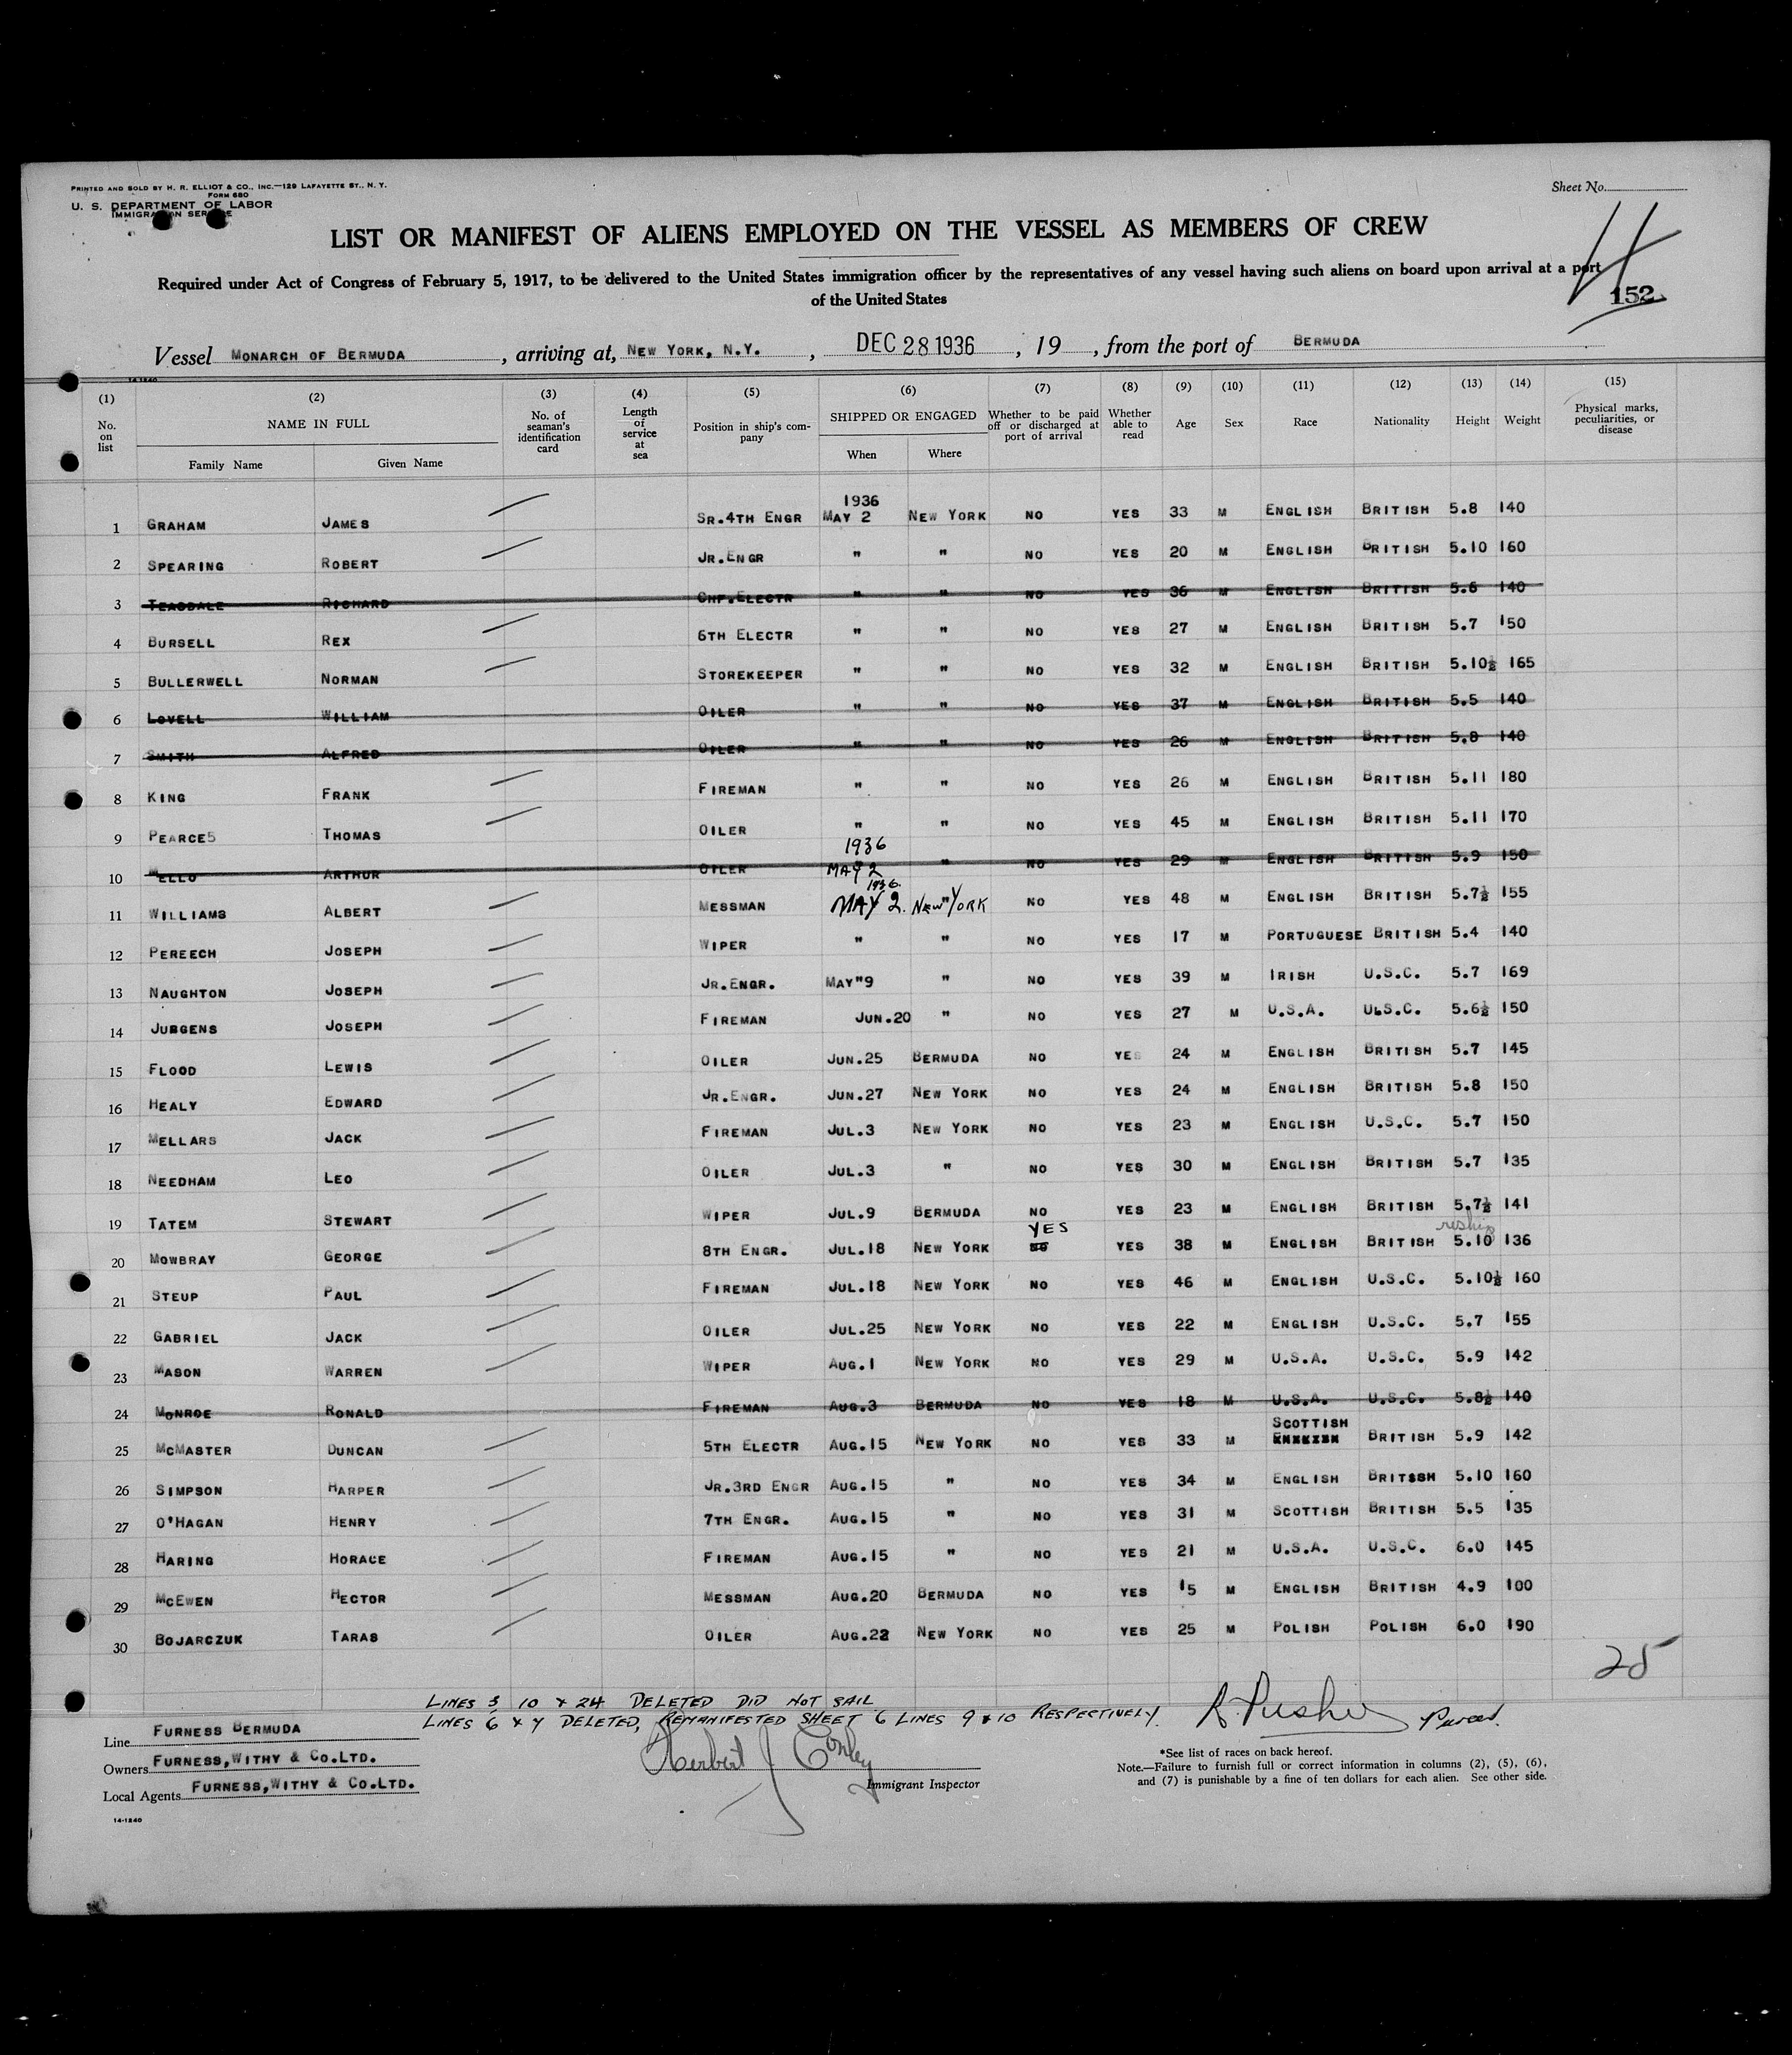 PRINTED AND SOLD BY H. R. ELLIOT & CO., INC.—129 LAFAYETTE ST., N. Y.
FORM 680
U. S. DEPARTMENT OF LABOR
IMMIGRATION SERVICE
Sheet No.
LIST OR MANIFEST OF ALIENS EMPLOYED ON THE VESSEL AS MEMBERS OF CREW
Required under Act of Congress of February 5, 1917, to be delivered to the United States immigration officer by the representatives of any vessel having such aliens on board upon arrival at a port
of the United States
152
Vessel MONARCH OF BERMUDA, arriving at, NEW YORK, N.Y., DEC 28 1936, 19, from the port of BERMUDA
14-1240
(1) (2) (3) (4) (5) (6) (7) (8) (9) (10) (11) (12) (13) (14) (15)
No. on list NAME IN FULL Family Name Given Name No. of seaman's identification card Length of service at sea Position in ship's company SHIPPED OR ENGAGED When Where Whether to be paid off or discharged at port of arrival Whether able to read Age Sex Race Nationality Height Weight Physical marks, peculiarities, or disease
1936
1 GRAHAM JAMES SR.4TH ENGR MAY 2 NEW YORK NO YES 33 M ENGLISH BRITISH 5.8 140
2 SPEARING ROBERT JR.ENGR " " NO YES 20 M ENGLISH BRITISH 5.10 160
3 TEASDALE RICHARD CHF.ELECTR " " NO YES 36 M ENGLISH BRITISH 5.6 140
4 BURSELL REX 6TH ELECTR " " NO YES 27 M ENGLISH BRITISH 5.7 150
5 BULLERWELL NORMAN STOREKEEPER " " NO YES 32 M ENGLISH BRITISH 5.10½ 165
6 LOVELL WILLIAM OILER " " NO YES 37 M ENGLISH BRITISH 5.5 140
7 SMITH ALFRED OILER " " NO YES 26 M ENGLISH BRITISH 5.8 140
8 KING FRANK FIREMAN " " NO YES 26 M ENGLISH BRITISH 5.11 180
9 PEARCES THOMAS OILER " " NO YES 45 M ENGLISH BRITISH 5.11 170
1936
10 MELLO ARTHUR OILER MAY 2 " NO YES 29 M ENGLISH BRITISH 5.9 150
1936.
11 WILLIAMS ALBERT MESSMAN MAY 2. NEW YORK NO YES 48 M ENGLISH BRITISH 5.7½ 155
12 PEREECH JOSEPH WIPER " " NO YES 17 M PORTUGUESE BRITISH 5.4 140
13 NAUGHTON JOSEPH JR.ENGR. MAY "9 " NO YES 39 M IRISH U.S.C. 5.7 169
14 JURGENS JOSEPH FIREMAN JUN.20 " NO YES 27 M U.S.A. U.S.C. 5.6½ 150
15 FLOOD LEWIS OILER JUN.25 BERMUDA NO YES 24 M ENGLISH BRITISH 5.7 145
16 HEALY EDWARD JR.ENGR. JUN.27 NEW YORK NO YES 24 M ENGLISH BRITISH 5.8 150
17 MELLARS JACK FIREMAN JUL.3 NEW YORK NO YES 23 M ENGLISH U.S.C. 5.7 150
18 NEEDHAM LEO OILER JUL.3 " NO YES 30 M ENGLISH BRITISH 5.7 135
19 TATEM STEWART WIPER JUL.9 BERMUDA NO YES 23 M ENGLISH BRITISH 5.7½ 141
YES reship
20 MOWBRAY GEORGE 8TH ENGR. JUL.18 NEW YORK NO YES 38 M ENGLISH BRITISH 5.10 136
21 STEUP PAUL FIREMAN JUL.18 NEW YORK NO YES 46 M ENGLISH U.S.C. 5.10½ 160
22 GABRIEL JACK OILER JUL.25 NEW YORK NO YES 22 M ENGLISH U.S.C. 5.7 155
23 MASON WARREN WIPER AUG.1 NEW YORK NO YES 29 M U.S.A. U.S.C. 5.9 142
24 MONROE RONALD FIREMAN AUG.3 BERMUDA NO YES 18 M U.S.A. U.S.C. 5.8½ 140
SCOTTISH
25 MCMASTER DUNCAN 5TH ELECTR AUG.15 NEW YORK NO YES 33 M BRITISH 5.9 142
26 SIMPSON HARPER JR.3RD ENGR AUG.15 " NO YES 34 M ENGLISH BRITSSH 5.10 160
27 O'HAGAN HENRY 7TH ENGR. AUG.15 " NO YES 31 M SCOTTISH BRITISH 5.5 135
28 HARING HORACE FIREMAN AUG.15 " NO YES 21 M U.S.A. U.S.C. 6.0 145
29 MCEWEN HECTOR MESSMAN AUG.20 BERMUDA NO YES 15 M ENGLISH BRITISH 4.9 100
30 BOJARCZUK TARAS OILER AUG.22 NEW YORK NO YES 25 M POLISH POLISH 6.0 190
25
LINES 3 10 & 24 DELETED DID NOT SAIL
LINES 6 & 7 DELETED, REMANIFESTED SHEET 6 LINES 9 & 10 RESPECTIVELY.
Line FURNESS BERMUDA
Owners FURNESS, WITHY & CO.LTD.
Local Agents FURNESS, WITHY & CO.LTD.
14-1240
Herbert J Conley
Immigrant Inspector
*See list of races on back hereof.
Note.—Failure to furnish full or correct information in columns (2), (5), (6),
and (7) is punishable by a fine of ten dollars for each alien. See other side.